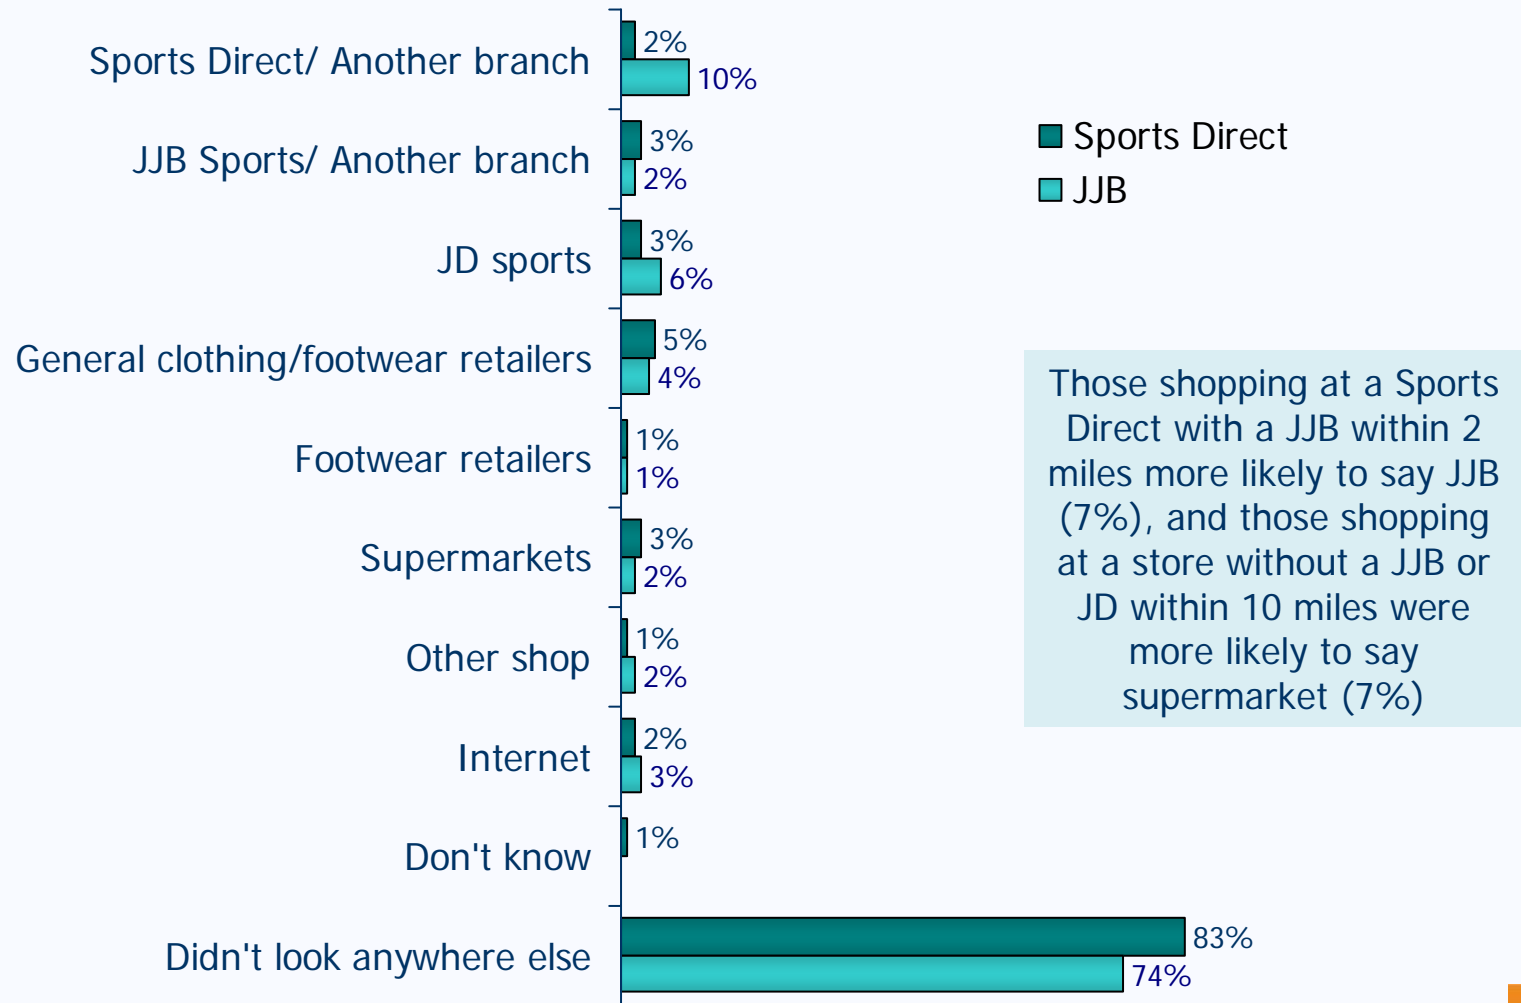 Sports Direct/ Another branch
2%
10%
JJB Sports/ Another branch
3%
2%
JD sports
3%
6%
General clothing/footwear retailers
5%
4%
Footwear retailers
1%
1%
Supermarkets
3%
2%
Other shop
1%
2%
Internet
2%
3%
Don't know
1%
Didn't look anywhere else
83%
74%
Sports Direct
JJB
Those shopping at a Sports
Direct with a JJB within 2
miles more likely to say JJB
(7%), and those shopping
at a store without a JJB or
JD within 10 miles were
more likely to say
supermarket (7%)